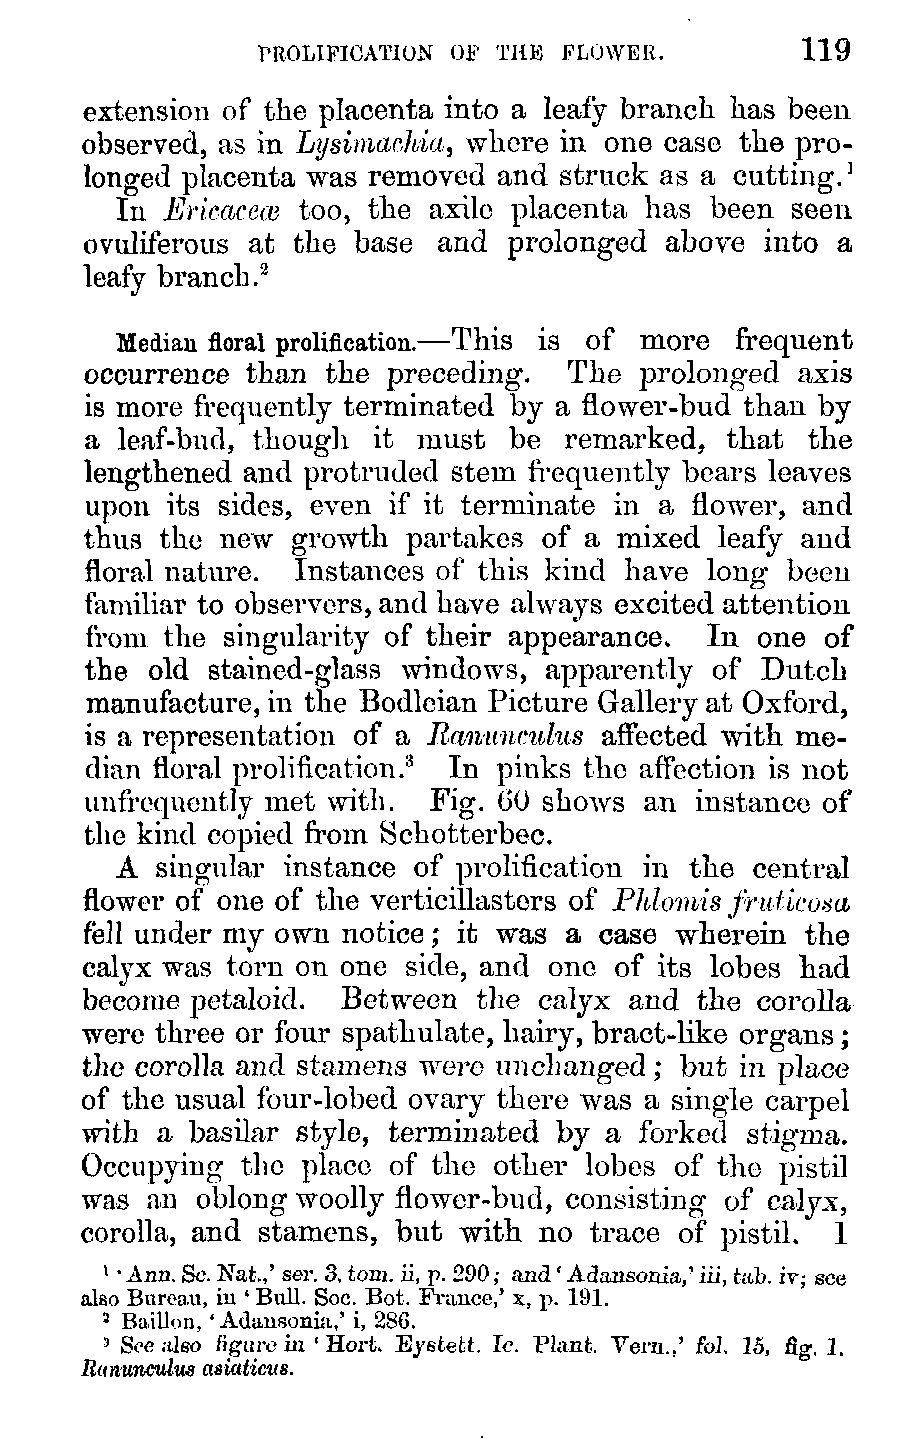 PROLIFICATION OF THE FLOWER. 119
extension of the placenta into a leafy branch has been
observed, as in Lysimachia, where in one case the pro-
longed placenta was removed and struck as a cutting.¹
In Ericaceæ too, the axile placenta has been seen
ovuliferous at the base and prolonged above into a
leafy branch.²
Median floral prolification.—This is of more frequent
occurrence than the preceding. The prolonged axis
is more frequently terminated by a flower-bud than by
a leaf-bud, though it must be remarked, that the
lengthened and protruded stem frequently bears leaves
upon its sides, even if it terminate in a flower, and
thus the new growth partakes of a mixed leafy and
floral nature. Instances of this kind have long been
familiar to observers, and have always excited attention
from the singularity of their appearance. In one of
the old stained-glass windows, apparently of Dutch
manufacture, in the Bodleian Picture Gallery at Oxford,
is a representation of a Ranunculus affected with me-
dian floral prolification.³ In pinks the affection is not
unfrequently met with. Fig. 60 shows an instance of
the kind copied from Schotterbec.
A singular instance of prolification in the central
flower of one of the verticillasters of Phlomis fruticosa
fell under my own notice; it was a case wherein the
calyx was torn on one side, and one of its lobes had
become petaloid. Between the calyx and the corolla
were three or four spathulate, hairy, bract-like organs;
the corolla and stamens were unchanged; but in place
of the usual four-lobed ovary there was a single carpel
with a basilar style, terminated by a forked stigma.
Occupying the place of the other lobes of the pistil
was an oblong woolly flower-bud, consisting of calyx,
corolla, and stamens, but with no trace of pistil. I
¹ ‘Ann. Sc. Nat.,’ ser. 3, tom. ii, p. 290; and ‘Adansonia,’ iii, tab. iv; see
also Bureau, in ‘Bull. Soc. Bot. France,’ x, p. 191.
² Baillon, ‘Adansonia,’ i, 286.
³ See also figure in ‘Hort. Eystett. Ic. Plant. Vern.,’ fol. 15, fig. 1.
Ranunculus asiaticus.